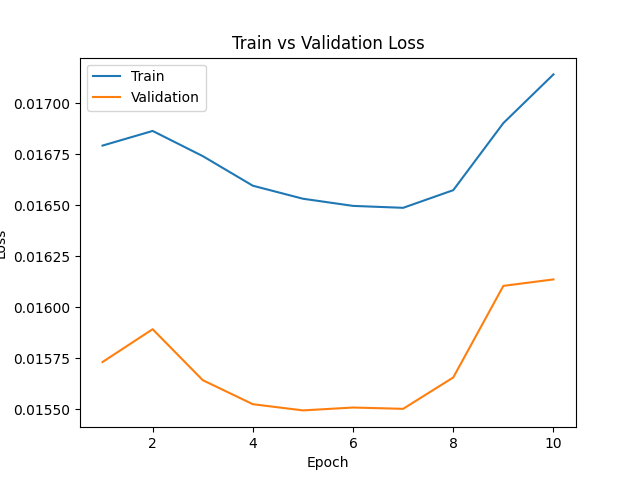 Train vs Validation Loss
Train
Validation
0.01700
0.01675
0.01650
0.01625
0.01600
0.01575
0.01550
Loss
2 4 6 8 10
Epoch